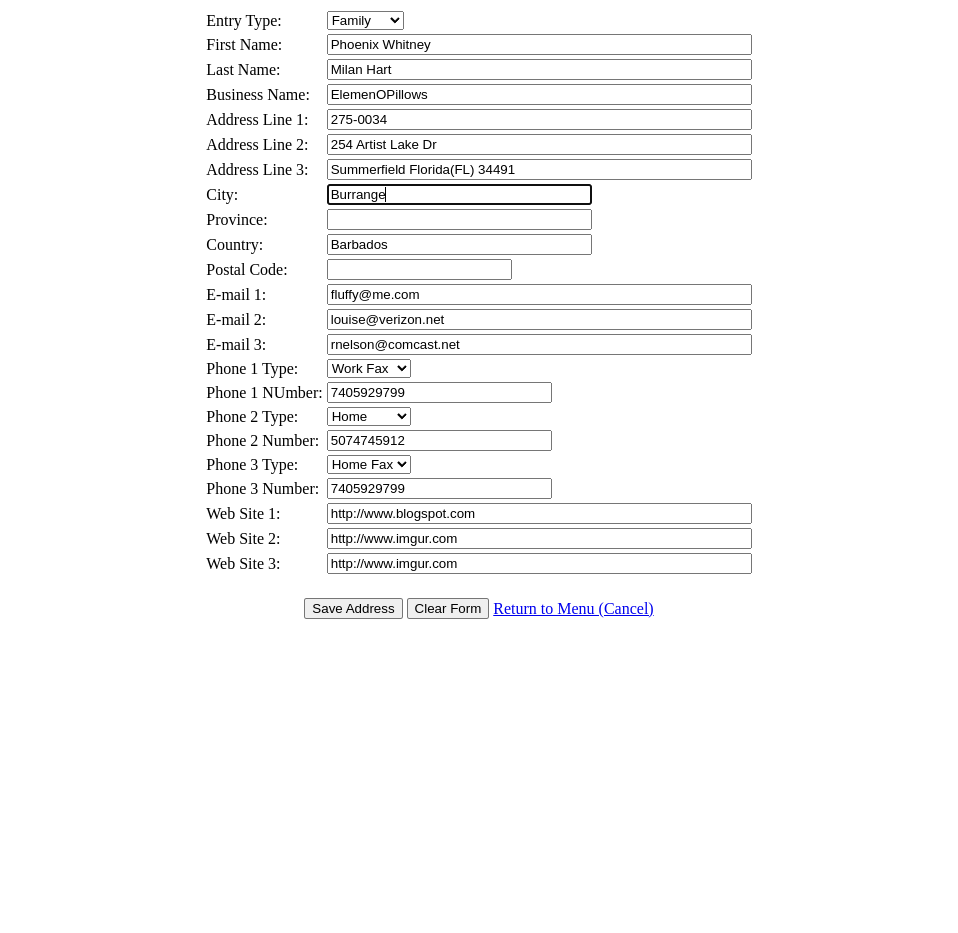 Entry Type: Family
First Name: Phoenix Whitney
Last Name: Milan Hart
Business Name: ElemenOPillows
Address Line 1: 275-0034
Address Line 2: 254 Artist Lake Dr
Address Line 3: Summerfield Florida(FL) 34491
City: Burrange
Province:
Country: Barbados
Postal Code:
E-mail 1: fluffy@me.com
E-mail 2: louise@verizon.net
E-mail 3: rnelson@comcast.net
Phone 1 Type: Work Fax
Phone 1 NUmber: 7405929799
Phone 2 Type: Home
Phone 2 Number: 5074745912
Phone 3 Type: Home Fax
Phone 3 Number: 7405929799
Web Site 1: http://www.blogspot.com
Web Site 2: http://www.imgur.com
Web Site 3: http://www.imgur.com
Save Address Clear Form Return to Menu (Cancel)